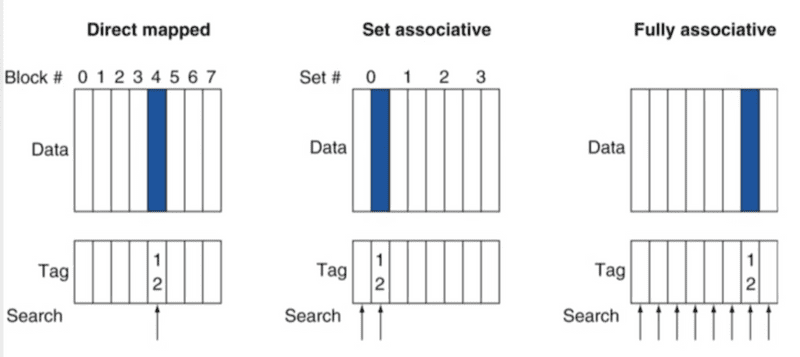 Direct mapped
Set associative
Fully associative
Block # 0 1 2 3 4 5 6 7
Set # 0 1 2 3
Data
Data
Data
Tag
1
2
Tag
1
2
Tag
1
2
Search
Search
Search